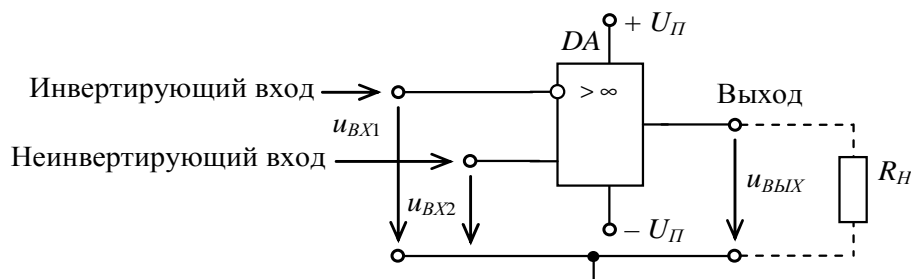 DA
+ U_П
Инвертирующий вход
> ∞
Выход
u_ВХ1
Неинвертирующий вход
u_ВХ2
u_ВЫХ
R_Н
– U_П